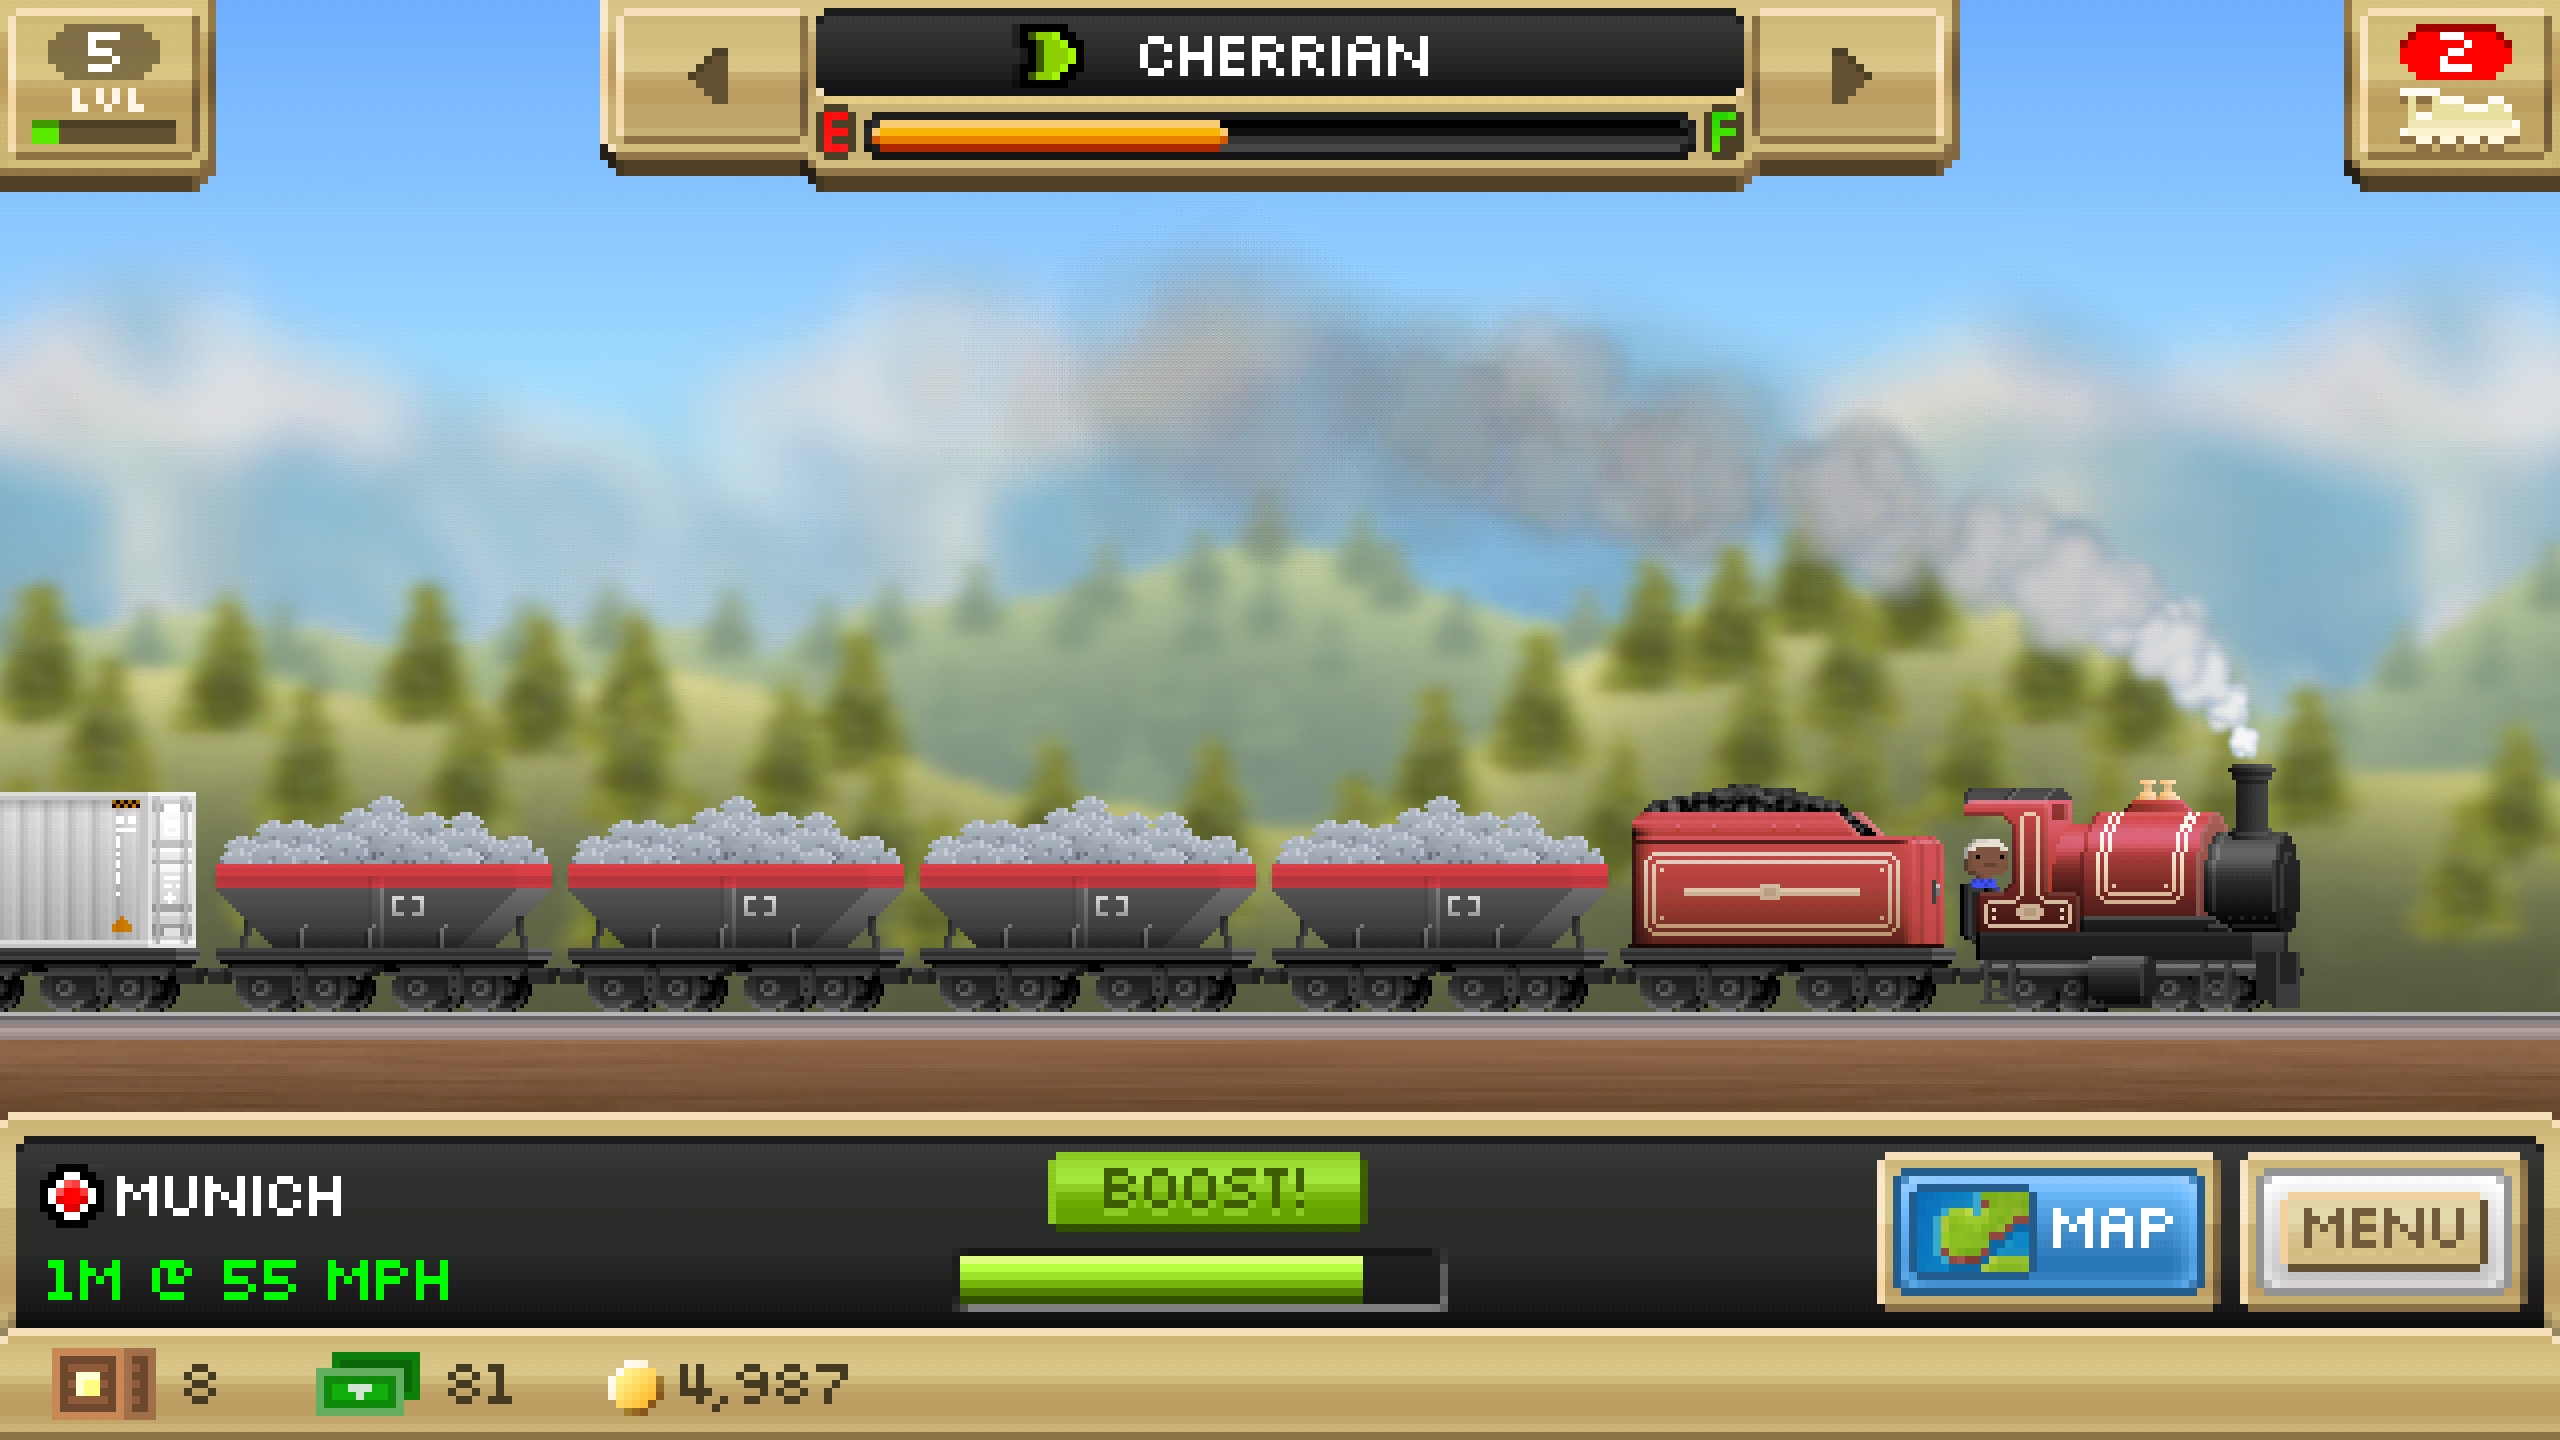 5
LVL
CHERRIAN
E F
2
MUNICH
BOOST!
1M @ 55 MPH
MAP
MENU
8 81 4,987